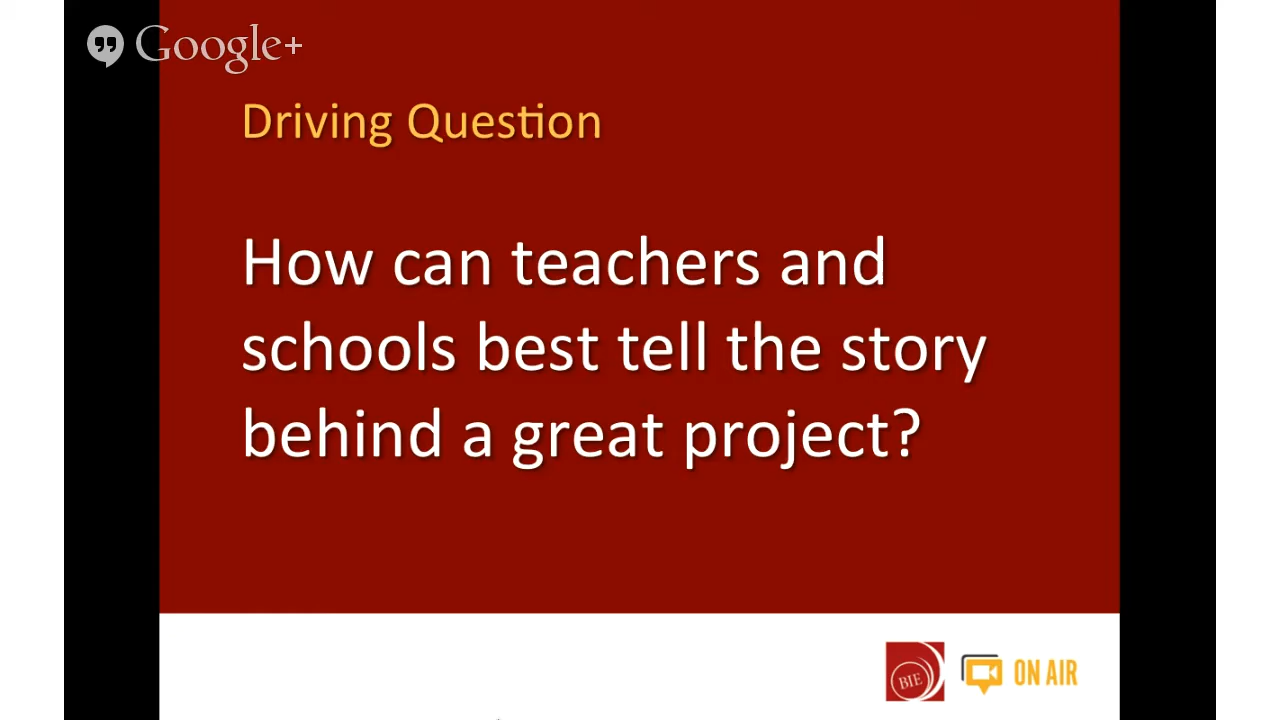 Google+
Driving Question
How can teachers and
schools best tell the story
behind a great project?
BIE
ON AIR